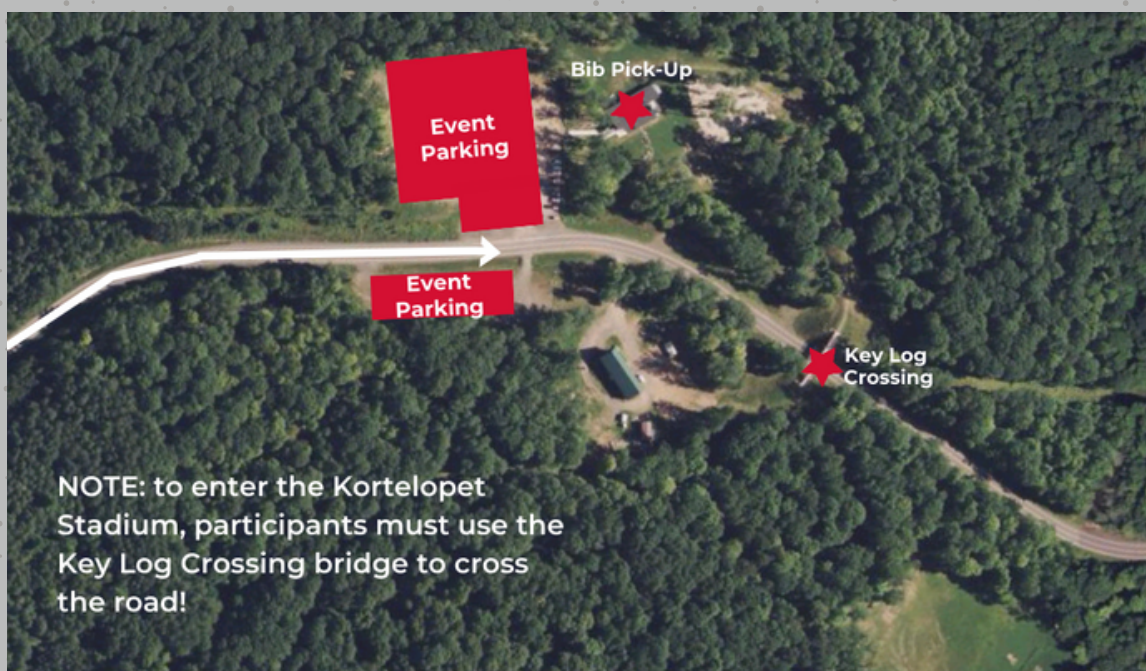 Bib Pick-Up
Event
Parking
Event
Parking
Key Log
Crossing
NOTE: to enter the Kortelopet
Stadium, participants must use the
Key Log Crossing bridge to cross
the road!